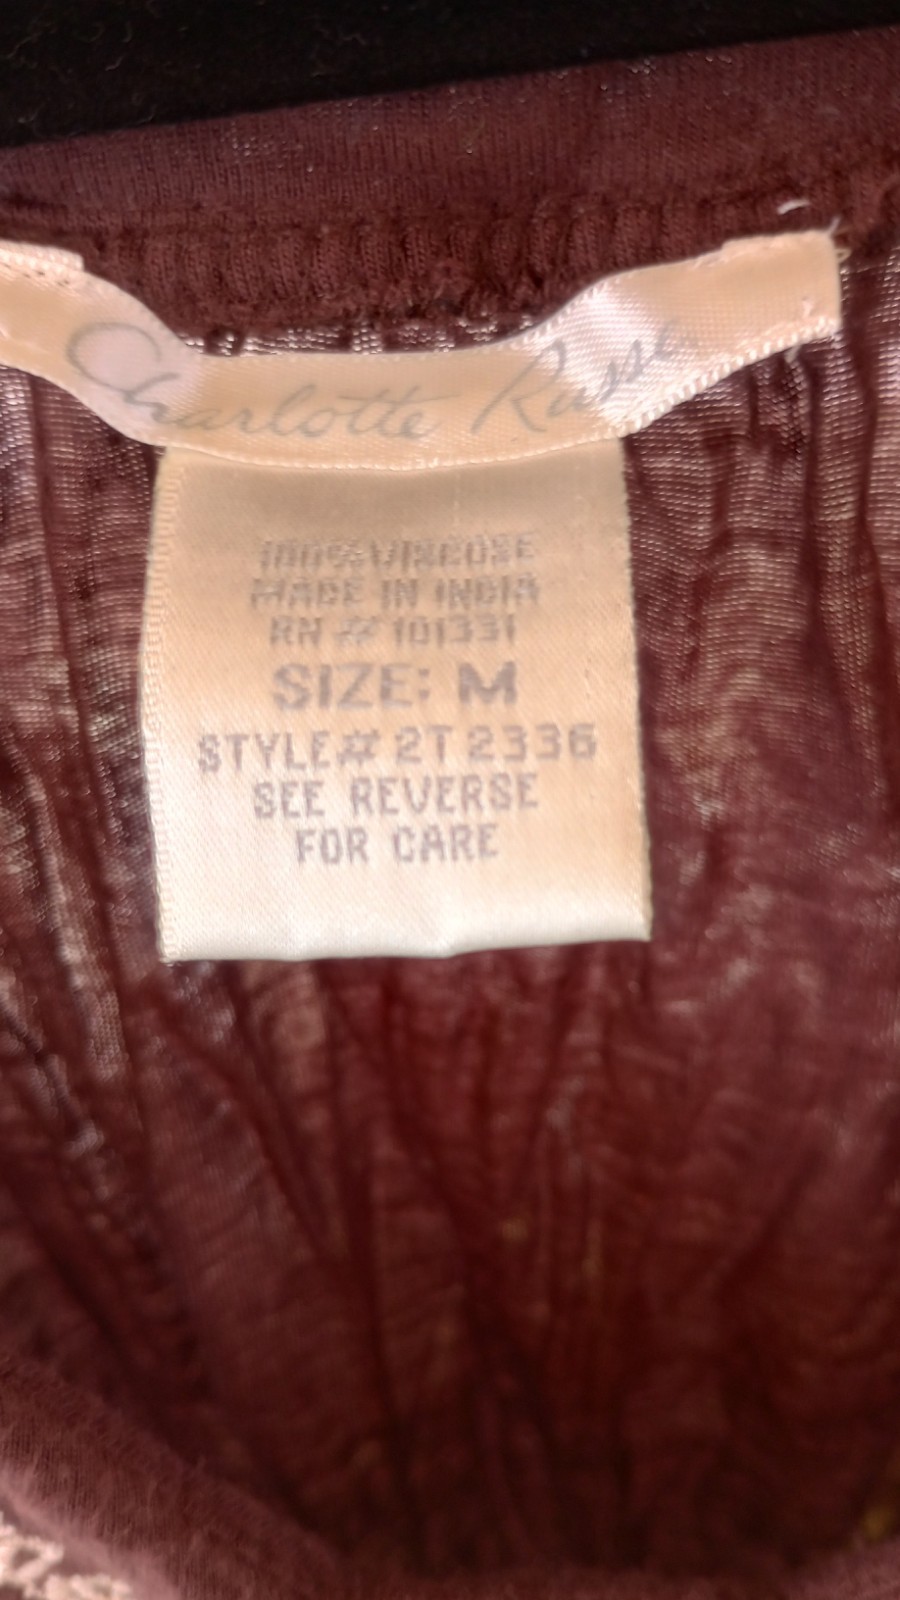 Charlotte Russe
100% VISCOSE
MADE IN INDIA
RN # 101331
SIZE: M
STYLE# 2T 2336
SEE REVERSE
FOR CARE